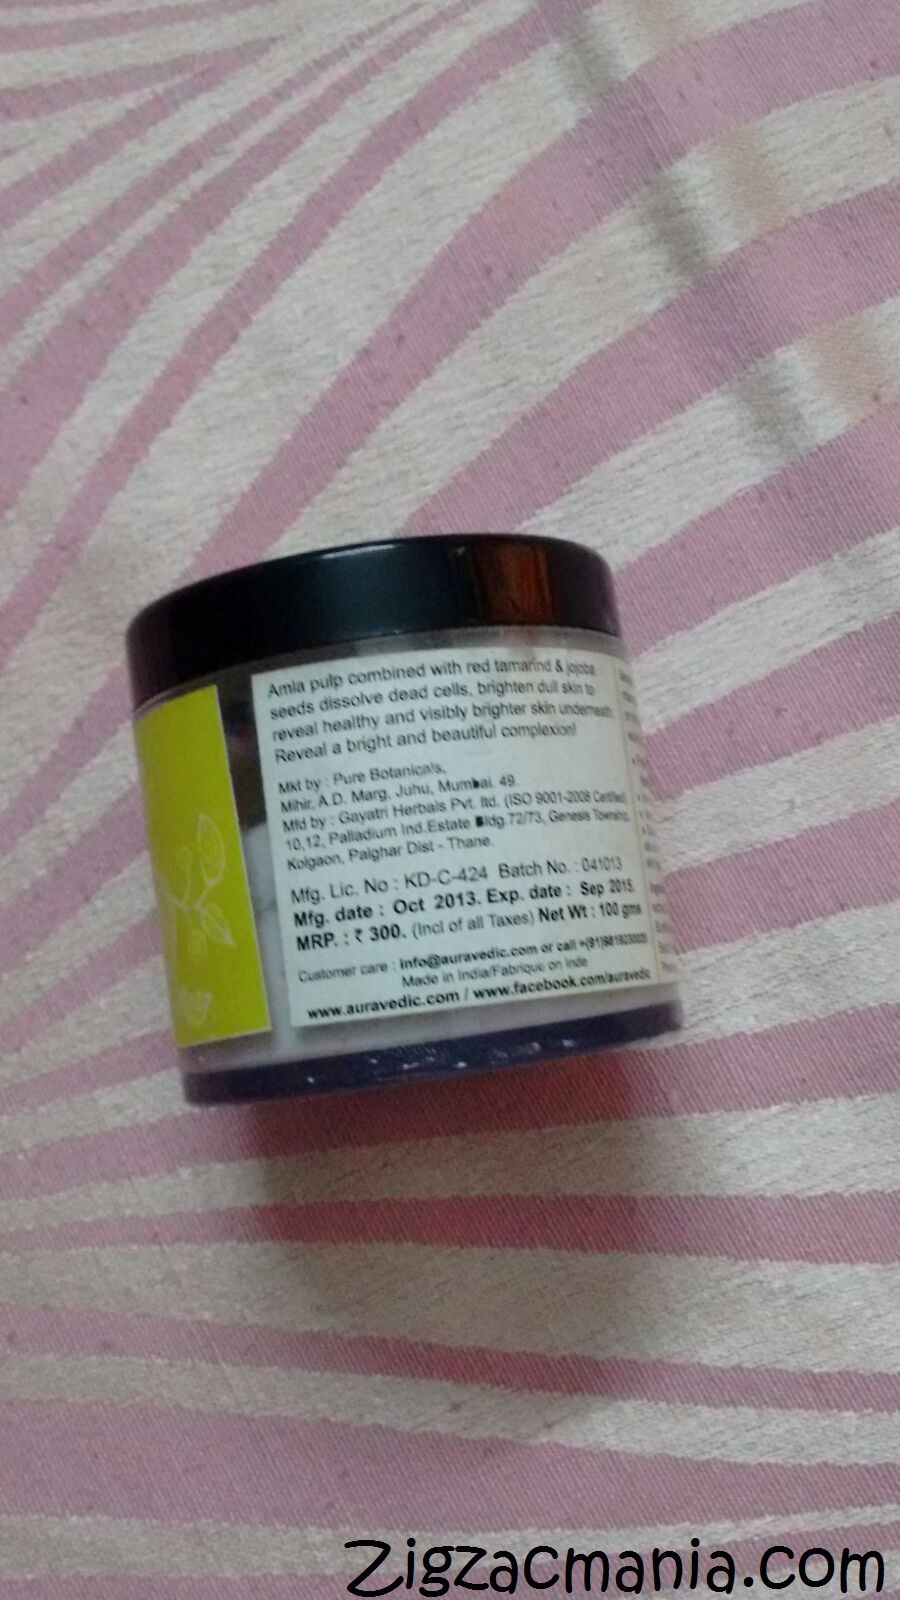 Amla pulp combined with red tamarind & jojoba
seeds dissolve dead cells, brighten dull skin to
reveal healthy and visibly brighter skin underneath.
Reveal a bright and beautiful complexion!
Mkt by : Pure Botanicals,
Mihir, A.D. Marg, Juhu, Mumbai. 49.
Mfd by : Gayatri Herbals Pvt. ltd. (ISO 9001-2008 Certified)
10,12, Palladium Ind.Estate Bldg.72/73, Genesis
Kolgaon, Palghar Dist - Thane.
Mfg. Lic. No : KD-C-424 Batch No. : 041013
Mfg. date : Oct 2013. Exp. date : Sep 2015.
MRP. : ₹ 300. (Incl of all Taxes) Net Wt : 100 gms
Customer care : info@auravedic.com or call
Made in India/Fabrique en Inde
www.auravedic.com / www.facebook.com/auravedic
Zigzacmania.com